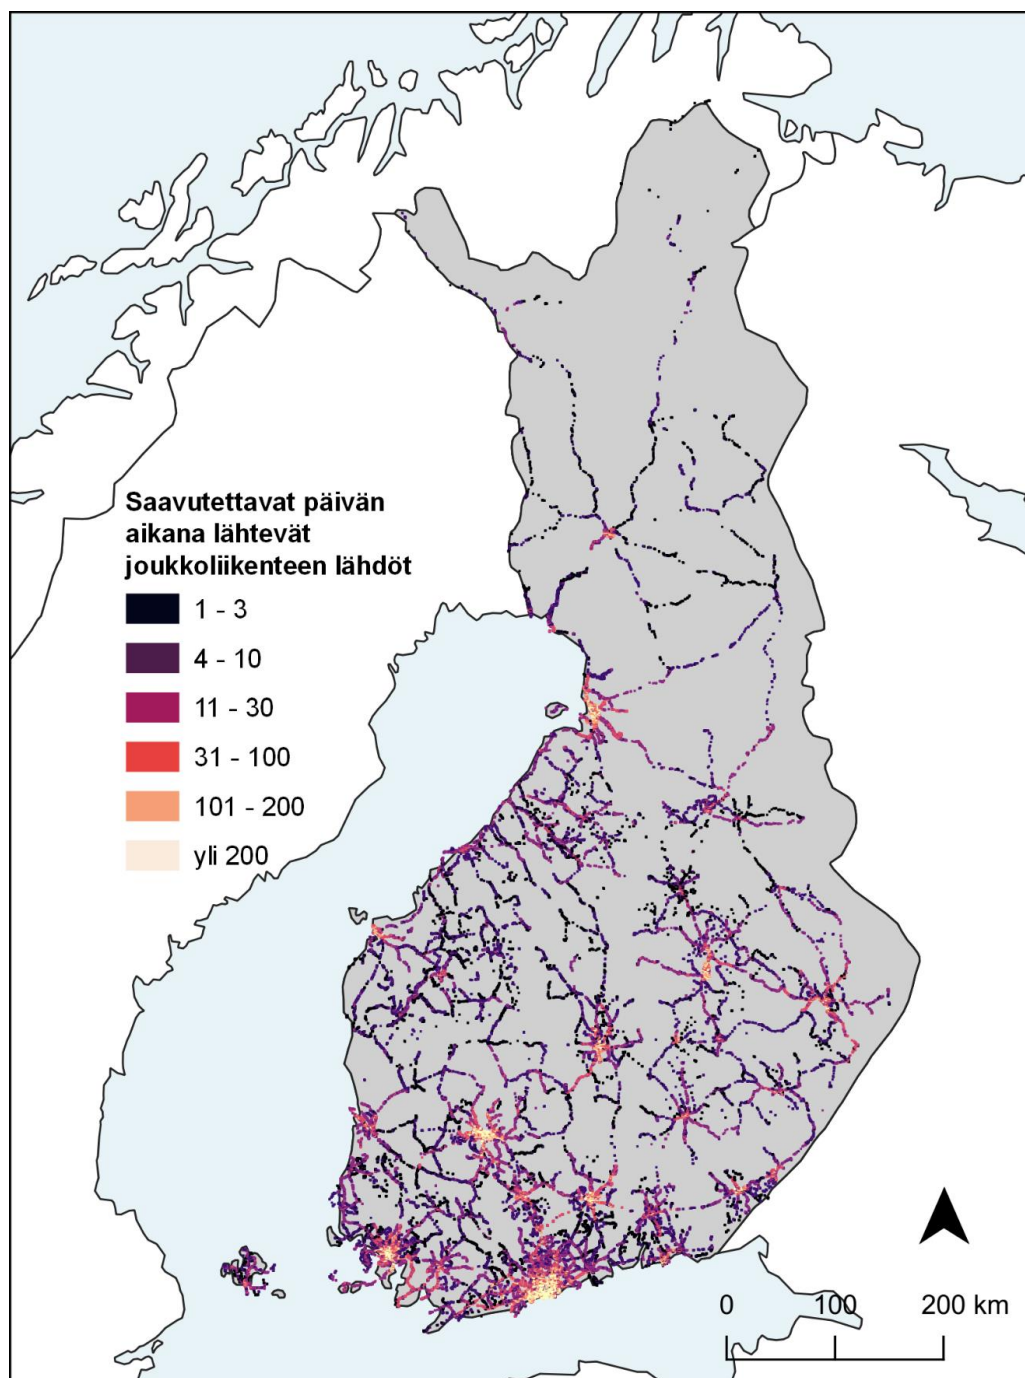 Saavutettavat päivän
aikana lähtevät
joukkoliikenteen lähdöt
1 - 3
4 - 10
11 - 30
31 - 100
101 - 200
yli 200
0 100 200 km